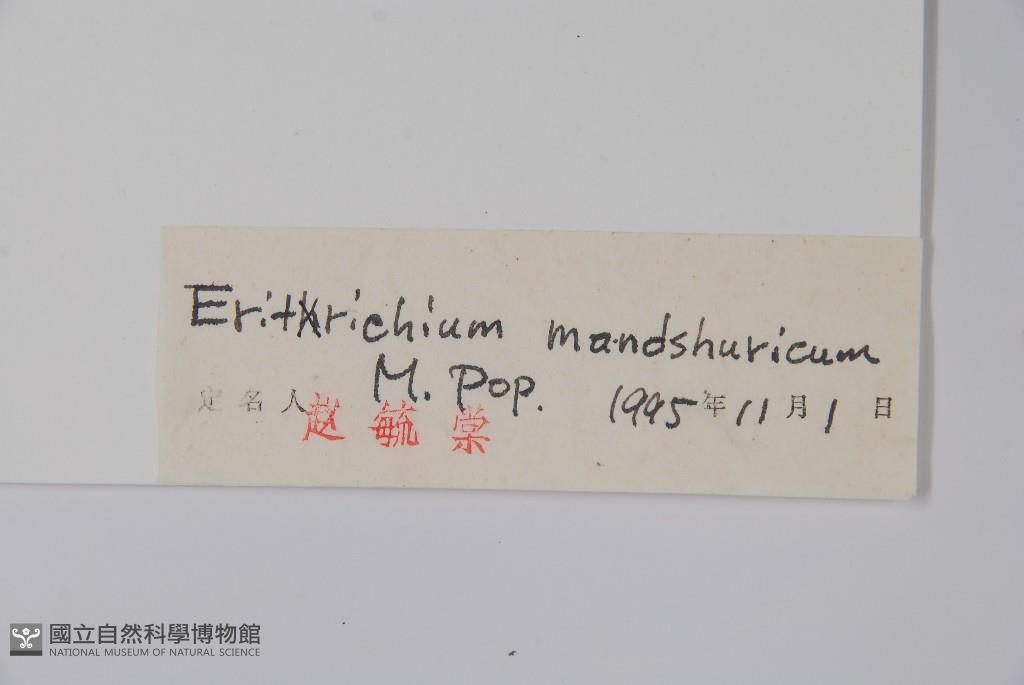 Eritrichium mandshuricum
M. Pop.
定名人 赵毓棠 1995年11月1日
國立自然科學博物館
NATIONAL MUSEUM OF NATURAL SCIENCE